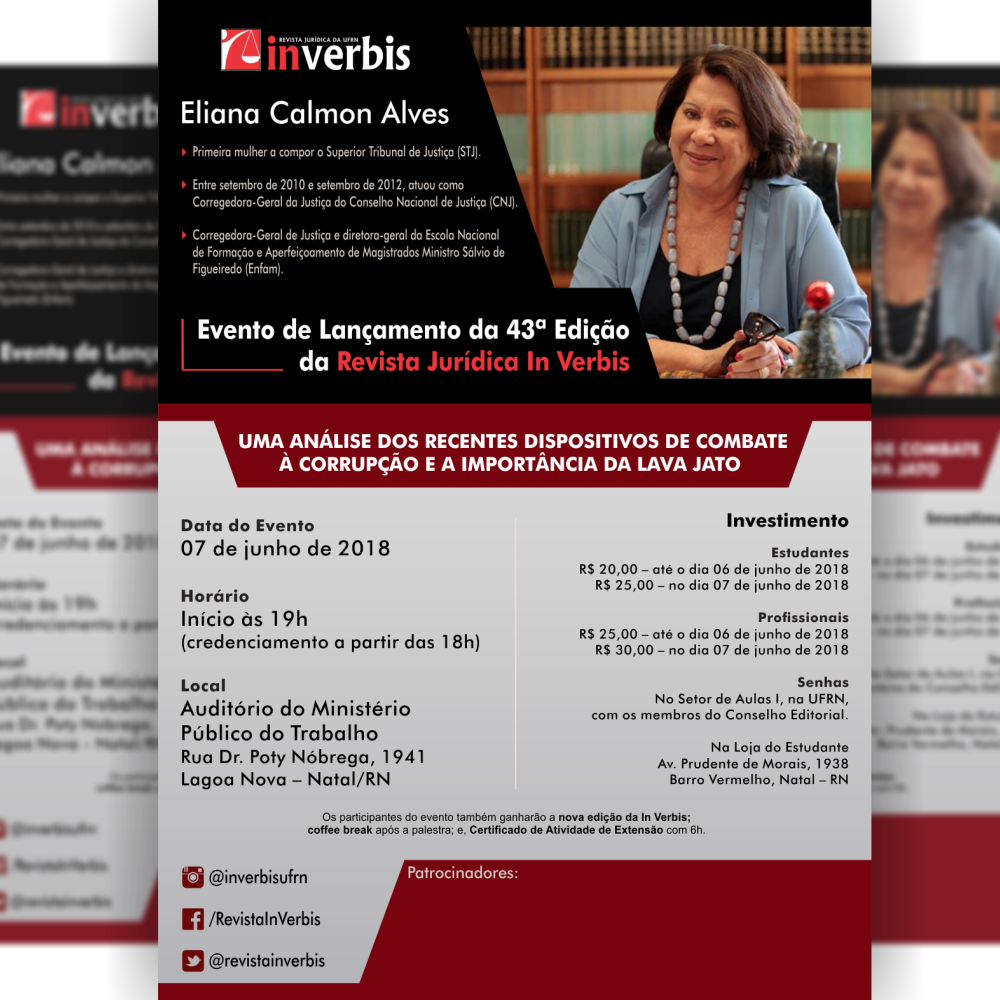 REVISTA JURÍDICA DA UFRN
inverbis
Eliana Calmon Alves
Primeira mulher a compor o Superior Tribunal de Justiça (STJ).
Entre setembro de 2010 e setembro de 2012, atuou como
Corregedora-Geral da Justiça do Conselho Nacional de Justiça (CNJ).
Corregedora-Geral de Justiça e diretora-geral da Escola Nacional
de Formação e Aperfeiçoamento de Magistrados Ministro Sálvio de
Figueiredo (Enfam).
Evento de Lançamento da 43ª Edição
da Revista Jurídica In Verbis
UMA ANÁLISE DOS RECENTES DISPOSITIVOS DE COMBATE
À CORRUPÇÃO E A IMPORTÂNCIA DA LAVA JATO
Data do Evento
07 de junho de 2018
Horário
Início às 19h
(credenciamento a partir das 18h)
Local
Auditório do Ministério
Público do Trabalho
Rua Dr. Poty Nóbrega, 1941
Lagoa Nova – Natal/RN
Investimento
Estudantes
R$ 20,00 – até o dia 06 de junho de 2018
R$ 25,00 – no dia 07 de junho de 2018
Profissionais
R$ 25,00 – até o dia 06 de junho de 2018
R$ 30,00 – no dia 07 de junho de 2018
Senhas
No Setor de Aulas I, na UFRN,
com os membros do Conselho Editorial.
Na Loja do Estudante
Av. Prudente de Morais, 1938
Barro Vermelho, Natal – RN
Os participantes do evento também ganharão a nova edição da In Verbis;
coffee break após a palestra; e, Certificado de Atividade de Extensão com 6h.
@inverbisufrn
/RevistaInVerbis
@revistainverbis
Patrocinadores: